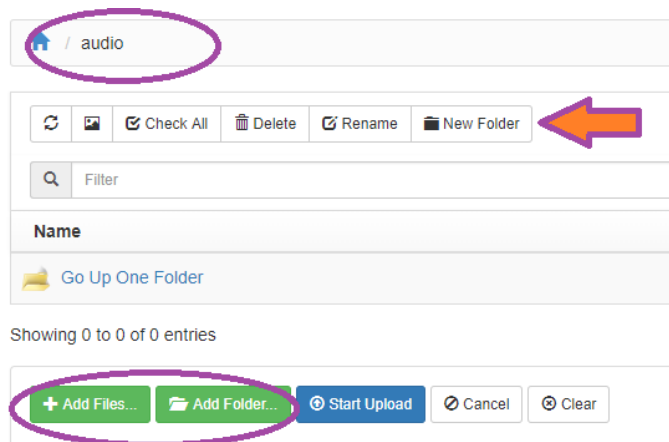 / audio
Check All Delete Rename New Folder
Filter
Name
Go Up One Folder
Showing 0 to 0 of 0 entries
Add Files... Add Folder... Start Upload Cancel Clear